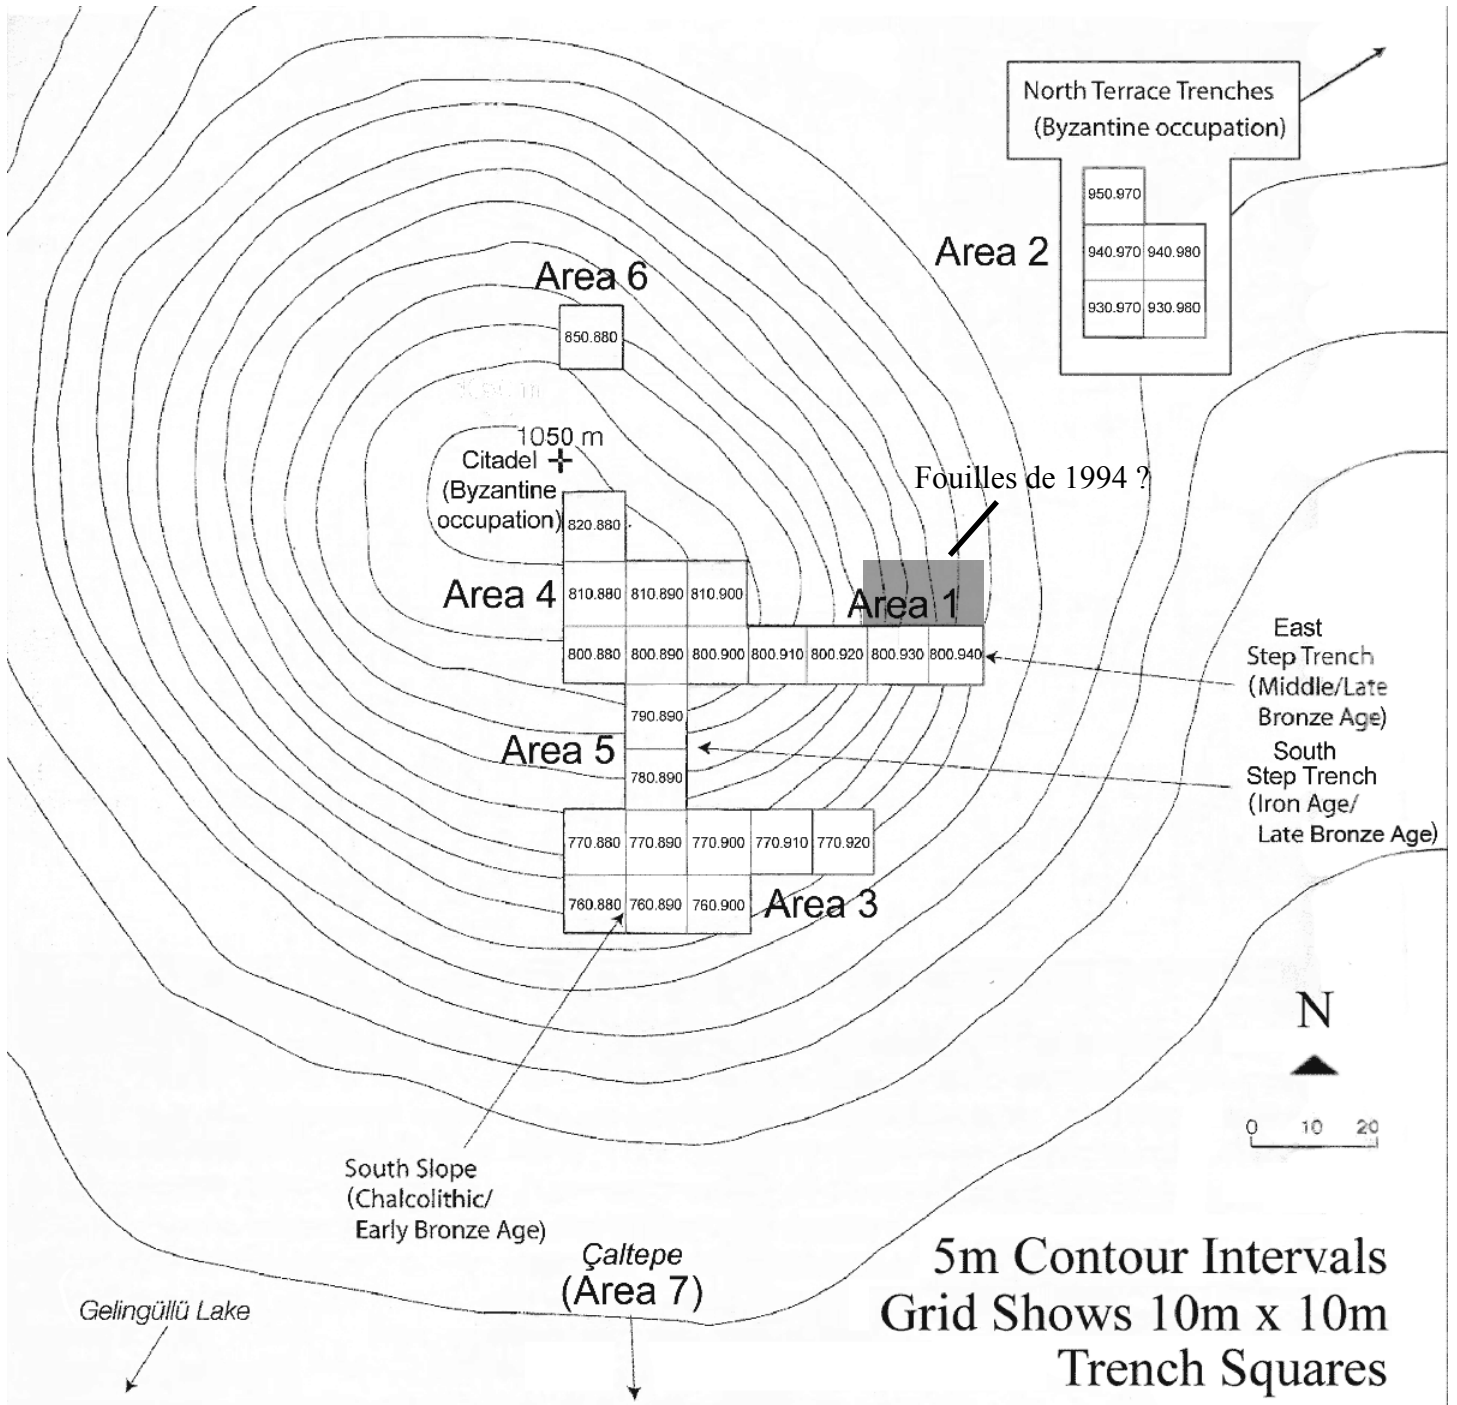 North Terrace Trenches
(Byzantine occupation)
950.970
Area 2
940.970 940.980
930.970 930.980
Area 6
850.880
1050 m
Citadel
(Byzantine
occupation)
820.880
Fouilles de 1994 ?
Area 4
810.880 810.890 810.900
Area 1
800.880 800.890 800.900 800.910 800.920 800.930 800.940
East
Step Trench
(Middle/Late
Bronze Age)
790.890
Area 5
780.890
South
Step Trench
(Iron Age/
Late Bronze Age)
770.880 770.890 770.900 770.910 770.920
760.880 760.890 760.900
Area 3
N
0 10 20
South Slope
(Chalcolithic/
Early Bronze Age)
Çaltepe
(Area 7)
Gelingüllü Lake
5m Contour Intervals
Grid Shows 10m x 10m
Trench Squares